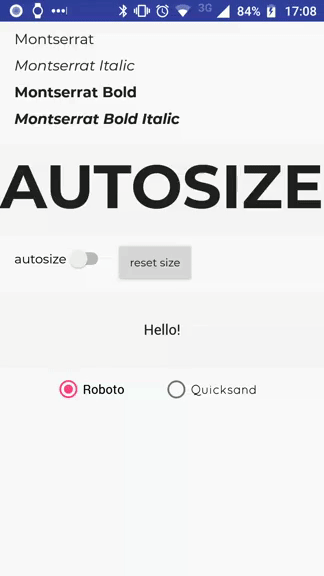 3G 84% 17:08
Montserrat
Montserrat Italic
Montserrat Bold
Montserrat Bold Italic
AUTOSIZE
autosize reset size
Hello!
Roboto Quicksand